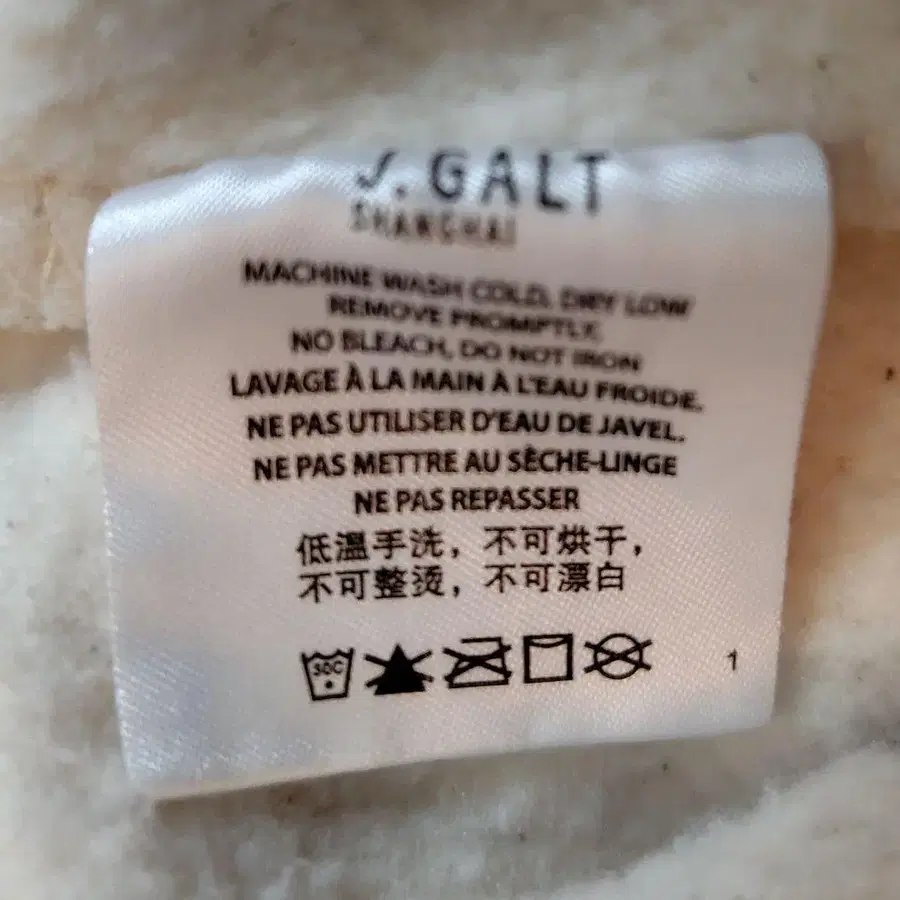 J. GALT
SHANGHAI
MACHINE WASH COLD, DRY LOW
REMOVE PROMPTLY,
NO BLEACH, DO NOT IRON
LAVAGE À LA MAIN À L'EAU FROIDE.
NE PAS UTILISER D'EAU DE JAVEL.
NE PAS METTRE AU SÈCHE-LINGE
NE PAS REPASSER
低温手洗，不可烘干，
不可整烫，不可漂白
30C
1